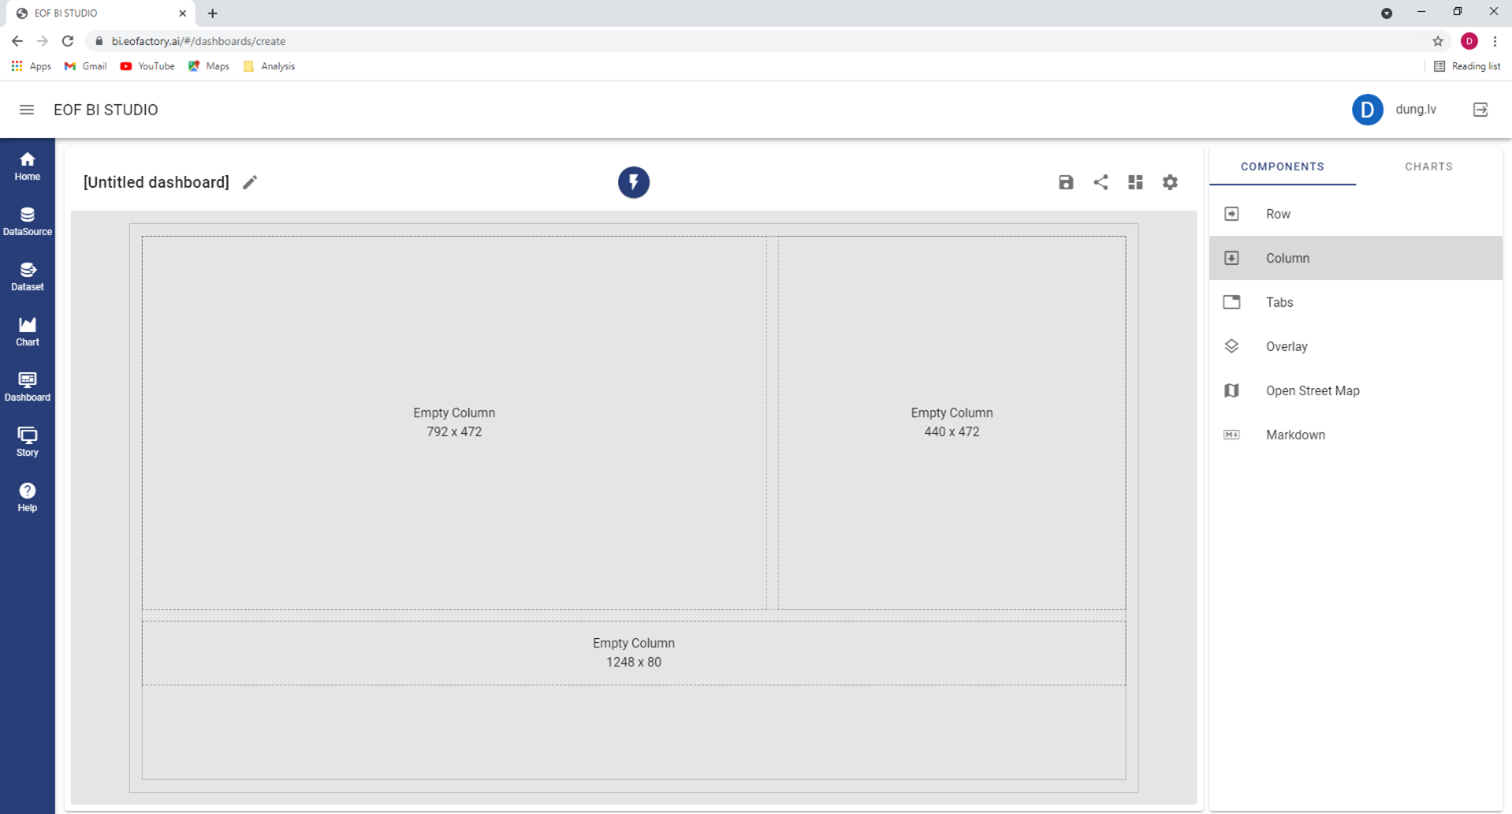 EOF BI STUDIO
bi.eofactory.ai/#/dashboards/create
D
Apps Gmail YouTube Maps Analysis
Reading list
EOF BI STUDIO
D dung.lv
Home
DataSource
Dataset
Chart
Dashboard
Story
Help
[Untitled dashboard]
Empty Column
792 x 472
Empty Column
440 x 472
Empty Column
1248 x 80
COMPONENTS CHARTS
Row
Column
Tabs
Overlay
Open Street Map
Markdown